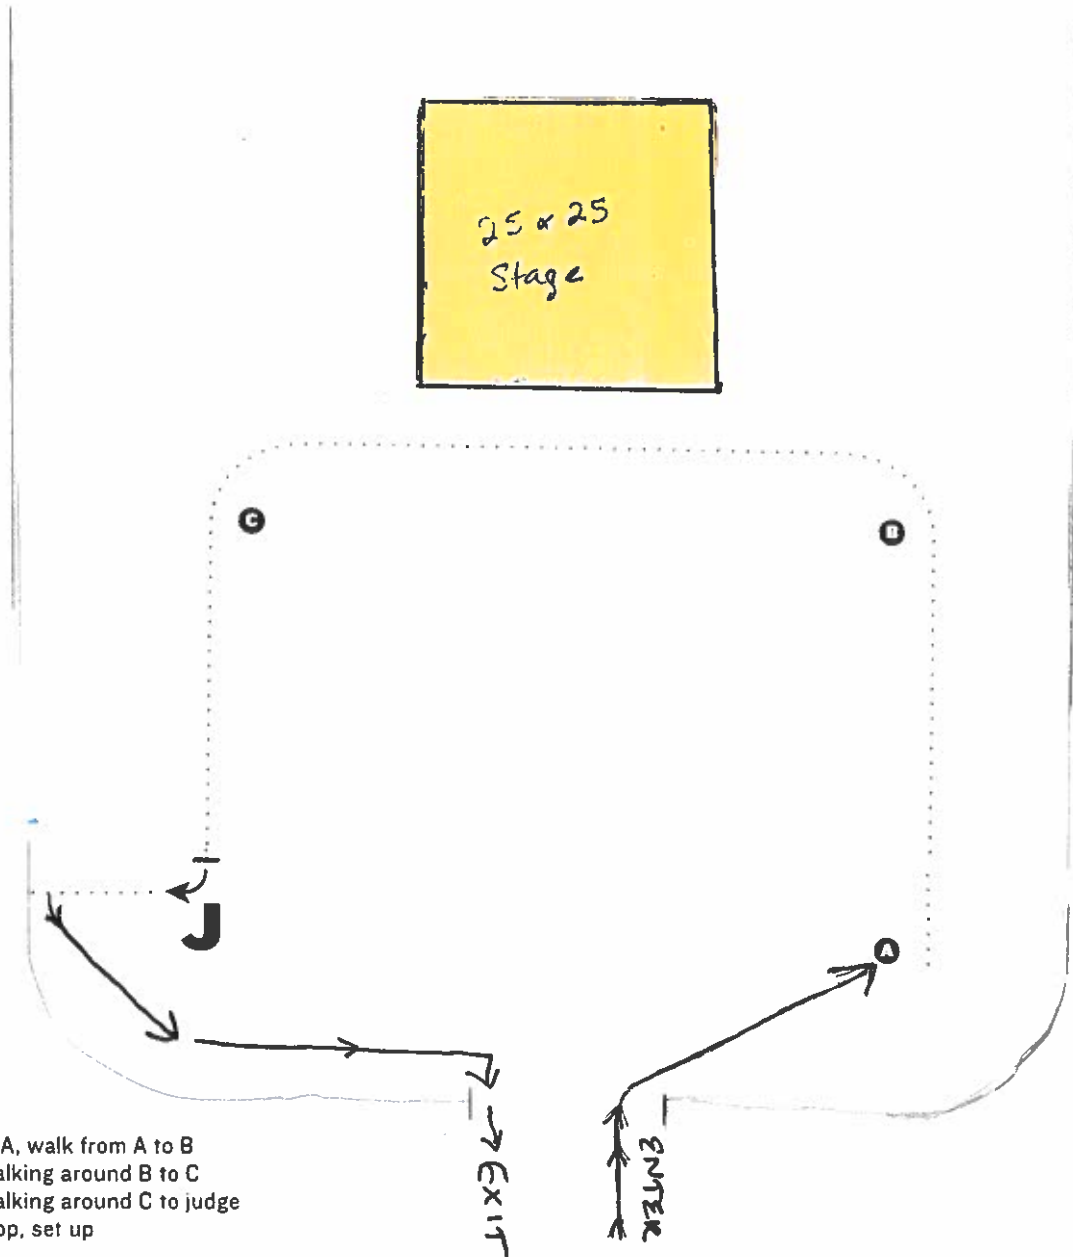 25 x 25
Stage
C
B
J
A
ENTER
EXIT
A, walk from A to B
alking around B to C
alking around C to judge
op, set up